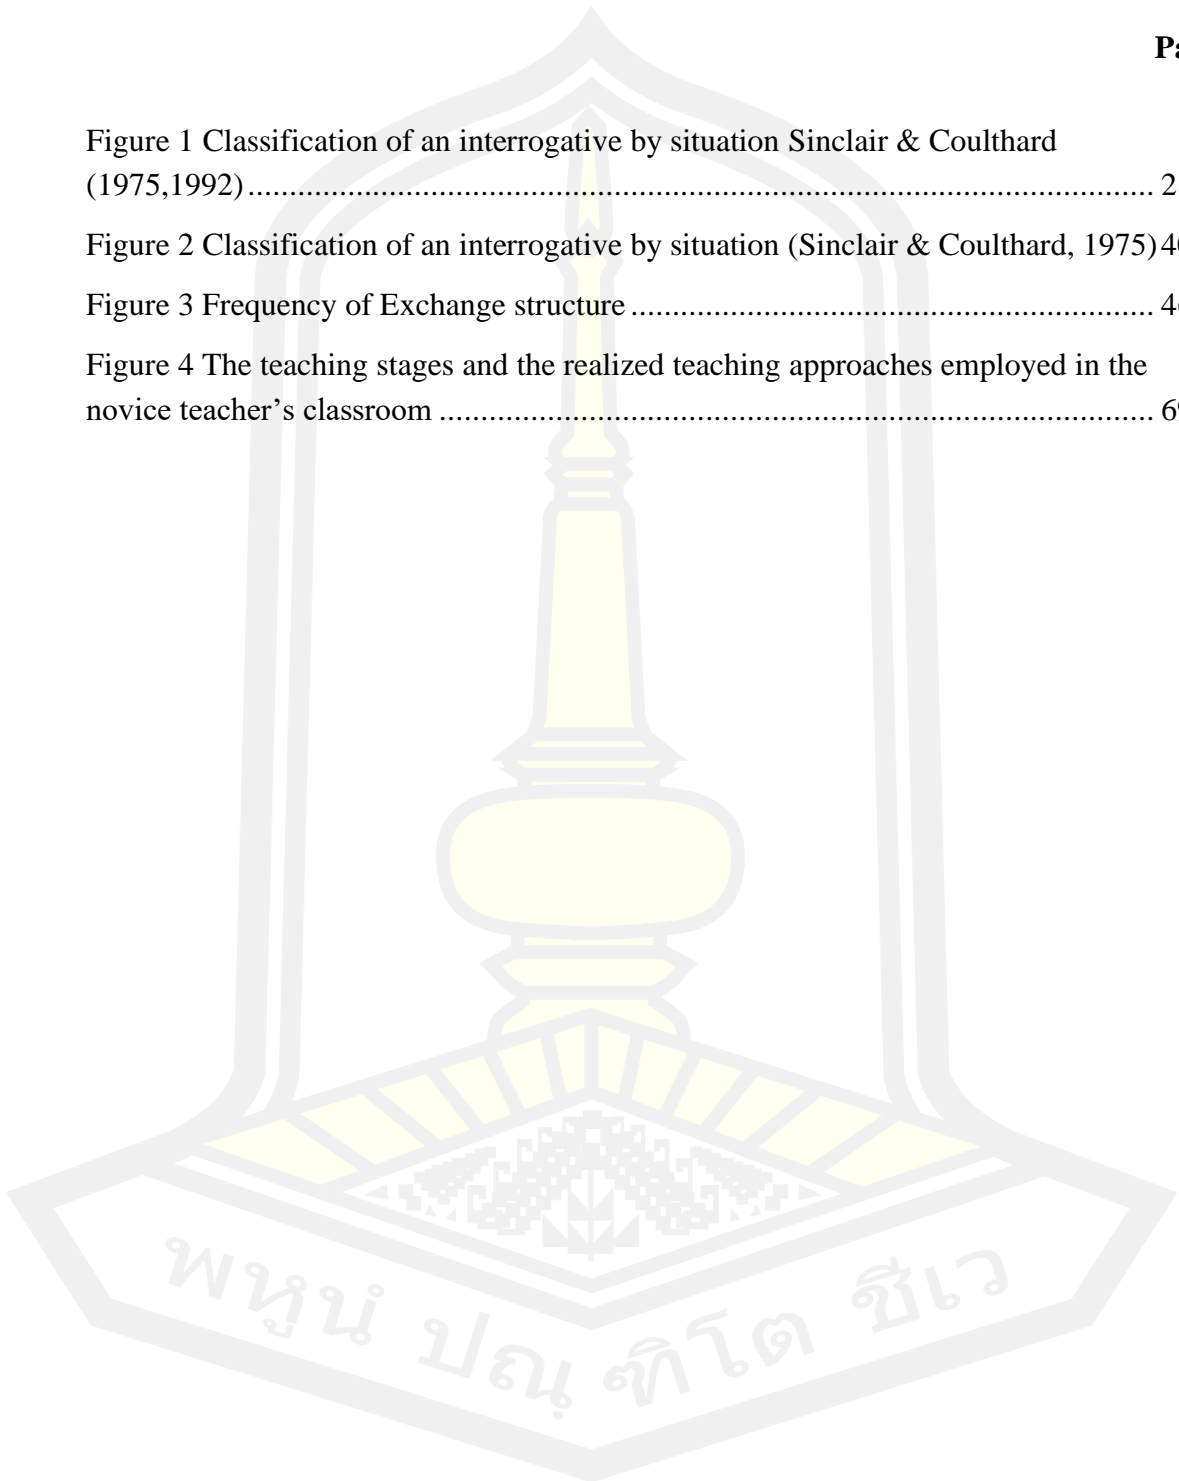 Pa
Figure 1 Classification of an interrogative by situation Sinclair & Coulthard
(1975,1992)............................................................................................................... 2
Figure 2 Classification of an interrogative by situation (Sinclair & Coulthard, 1975) 4
Figure 3 Frequency of Exchange structure ................................................................ 4
Figure 4 The teaching stages and the realized teaching approaches employed in the
novice teacher’s classroom ....................................................................................... 6
พหูนํ ปณฺฑิโต ชีเว